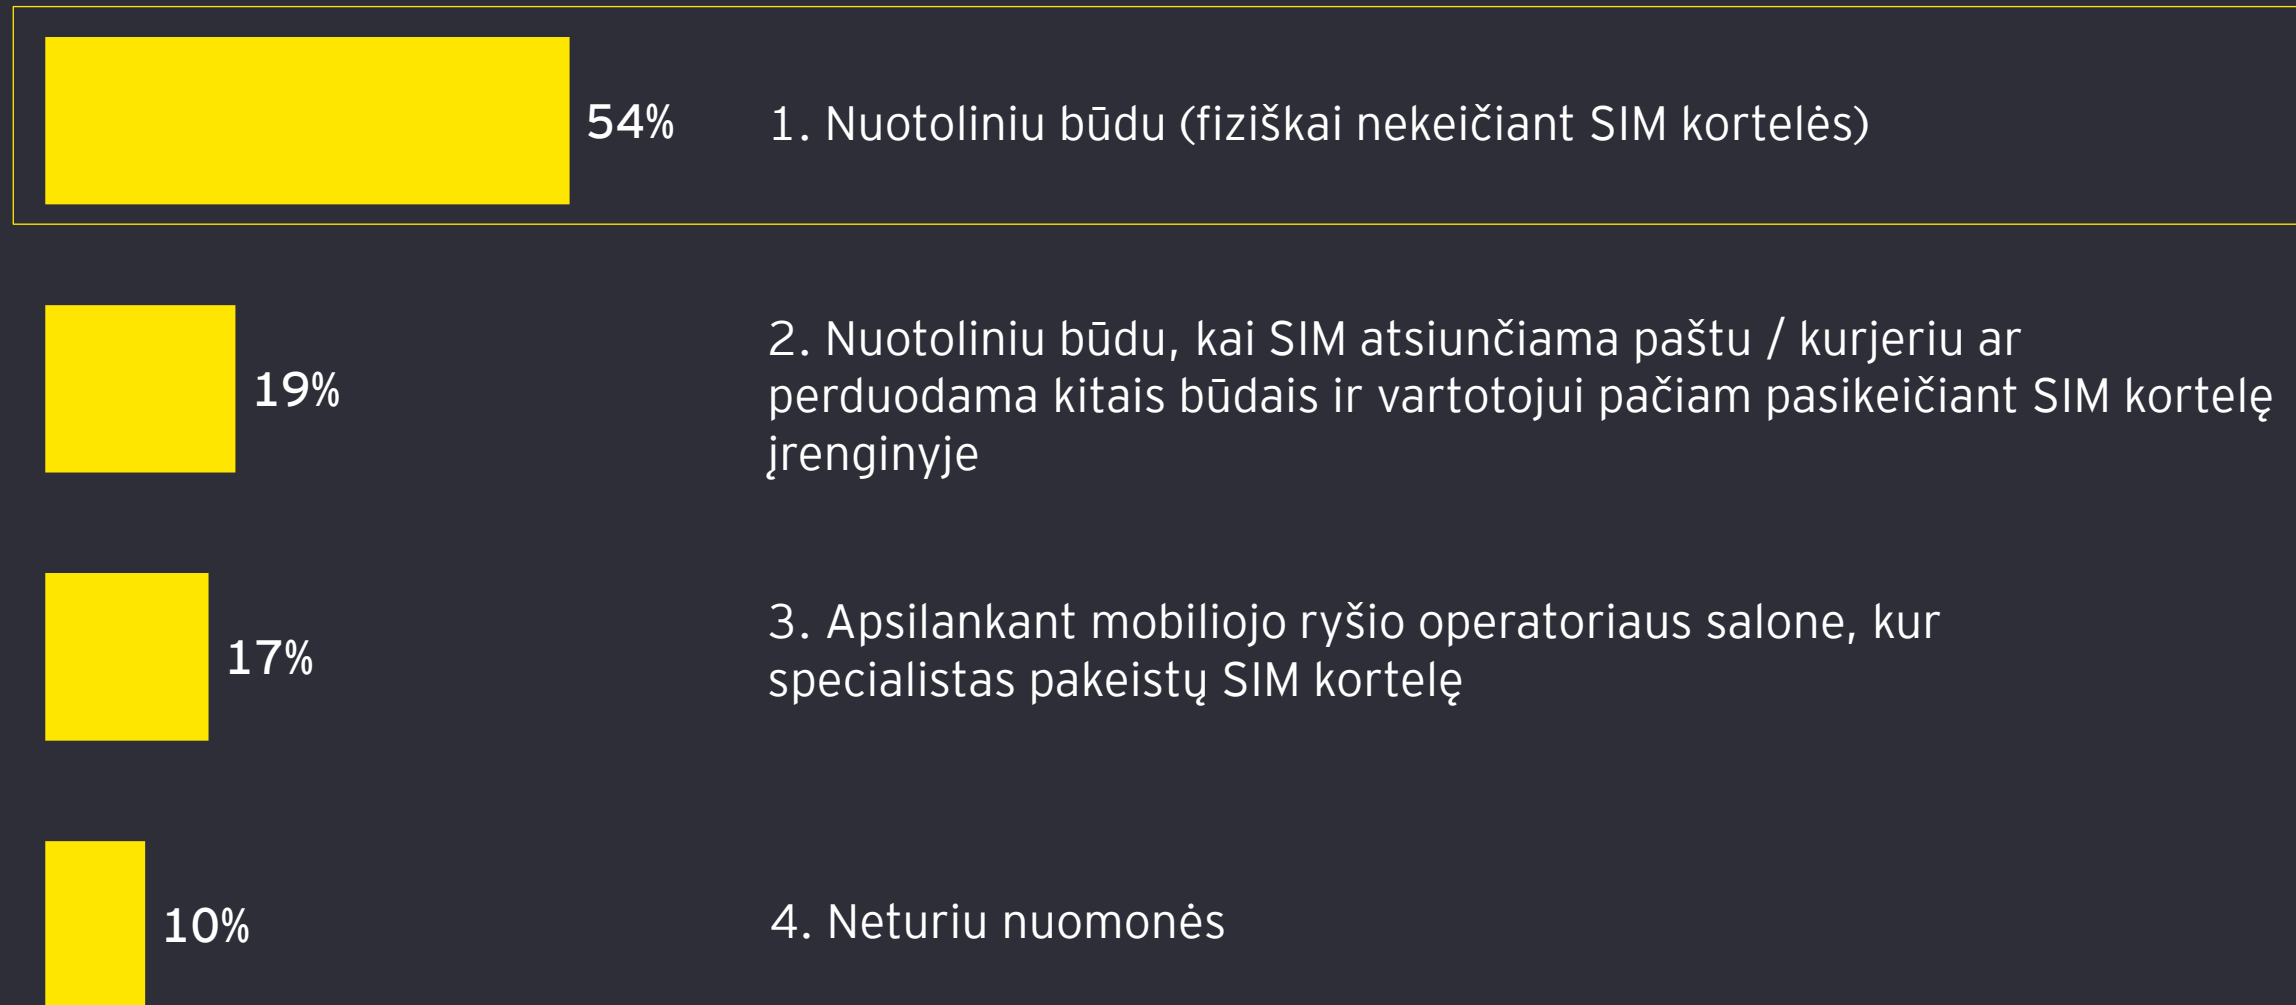 54%
1. Nuotoliniu būdu (fiziškai nekeičiant SIM kortelės)
19%
2. Nuotoliniu būdu, kai SIM atsiunčiama paštu / kurjeriu ar
perduodama kitais būdais ir vartotojui pačiam pasikeičiant SIM kortelę
įrenginyje
17%
3. Apsilankant mobiliojo ryšio operatoriaus salone, kur
specialistas pakeistų SIM kortelę
10%
4. Neturiu nuomonės